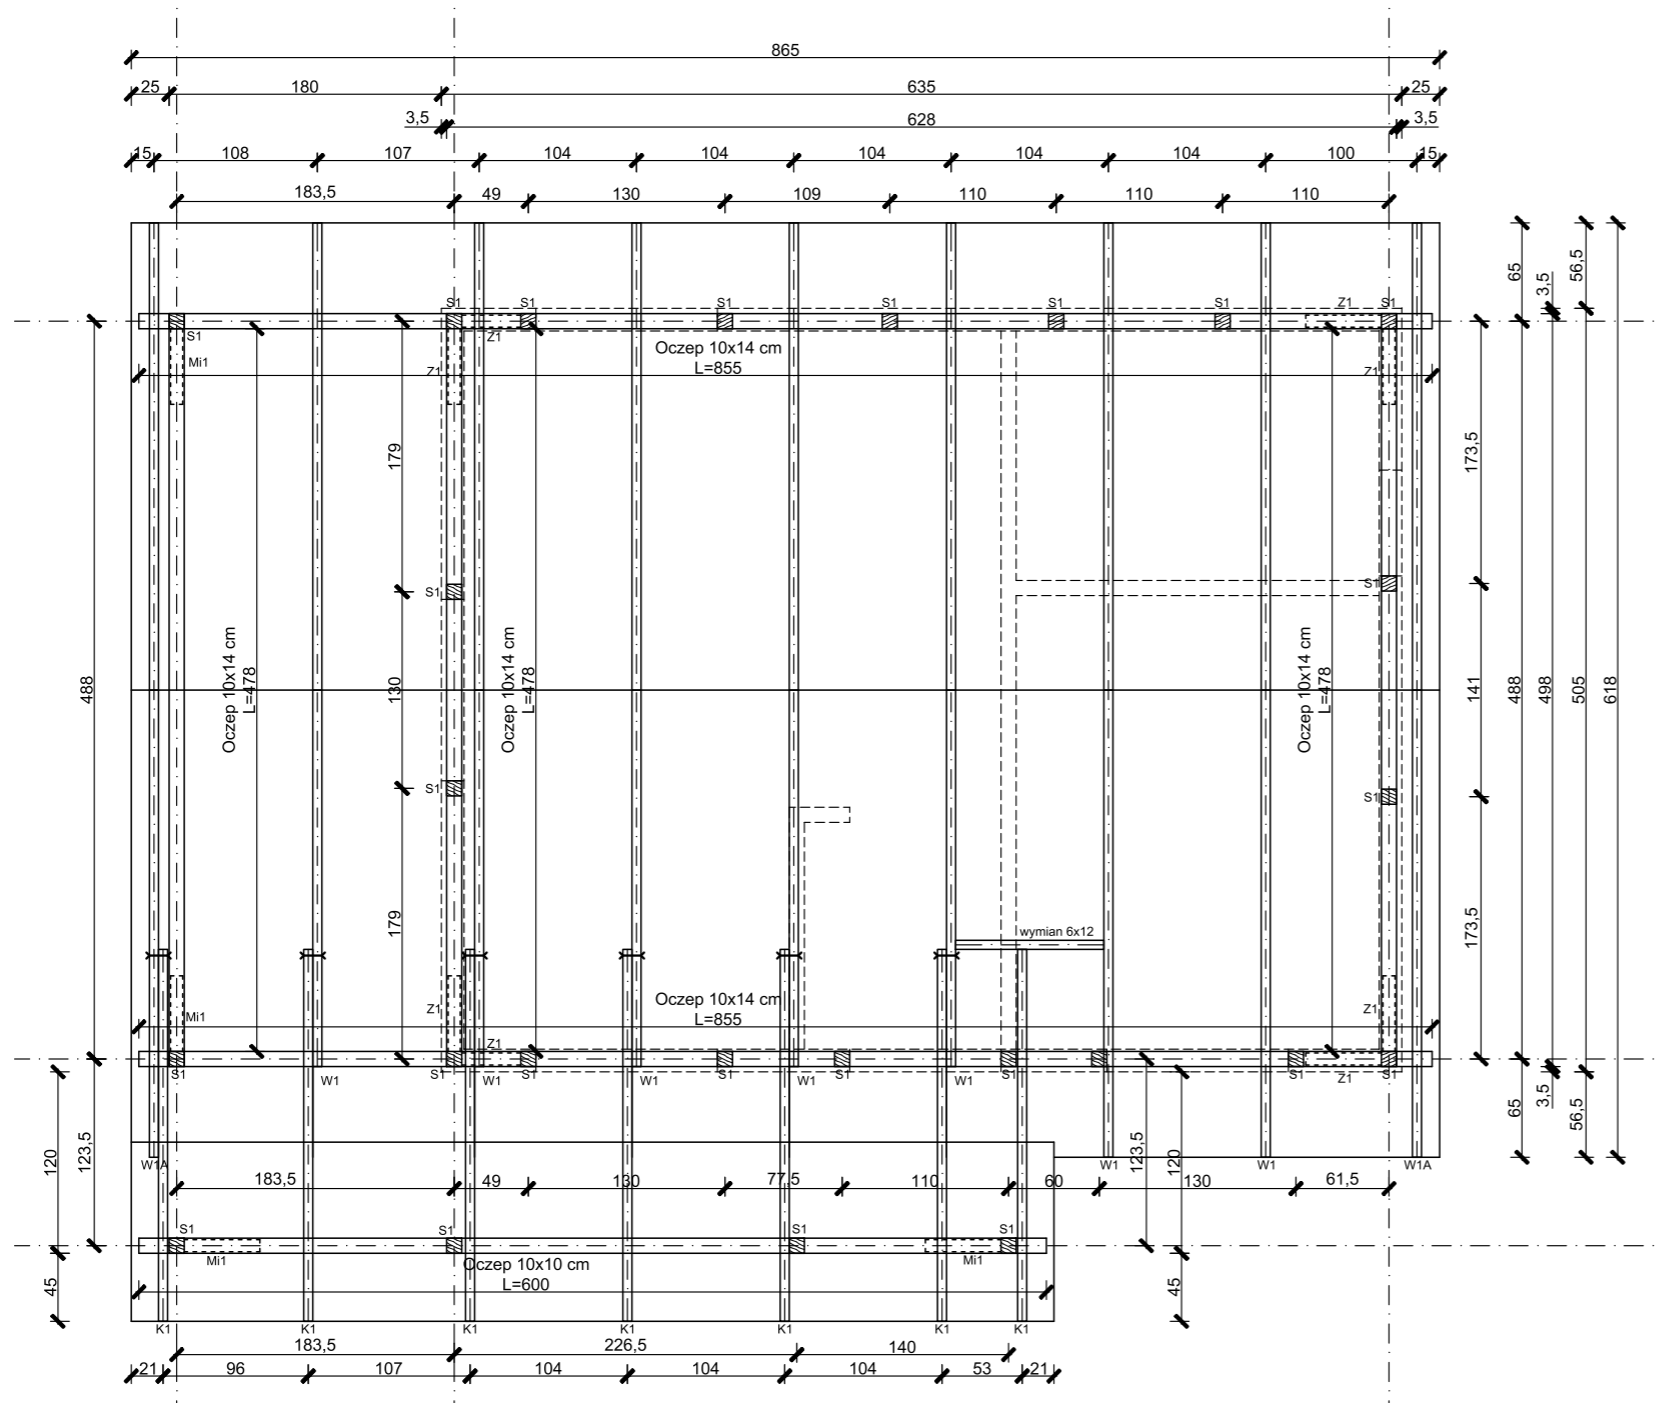 865
25 180 635 25
3,5 628 3,5
15 108 107 104 104 104 104 104 100 15
183,5 49 130 109 110 110 110
65 3,5 56,5
S1 S1 S1 S1 S1 S1 Z1 S1
S1 Z1
Mi1 Z1 Z1
Oczep 10x14 cm
L=855
179 173,5
S1 S1
488 130 141 488 498 505 618
Oczep 10x14 cm
L=478
Oczep 10x14 cm
L=478
Oczep 10x14 cm
L=478
S1 S1
179 173,5
wymian 6x12
Oczep 10x14 cm
L=855
Mi1 Z1 Z1
Z1
S1 W1 S1 W1 S1 W1 S1 W1 S1 W1 S1 S1 Z1 S1
65 3,5 56,5
120 123,5 123,5 120
W1A W1 W1 W1A
183,5 49 130 77,5 110 60 130 61,5
S1 S1 S1 S1
Mi1 Mi1
Oczep 10x10 cm
L=600
45 45
K1 K1 K1 K1 K1 K1 K1
183,5 226,5 140
21 96 107 104 104 104 53 21